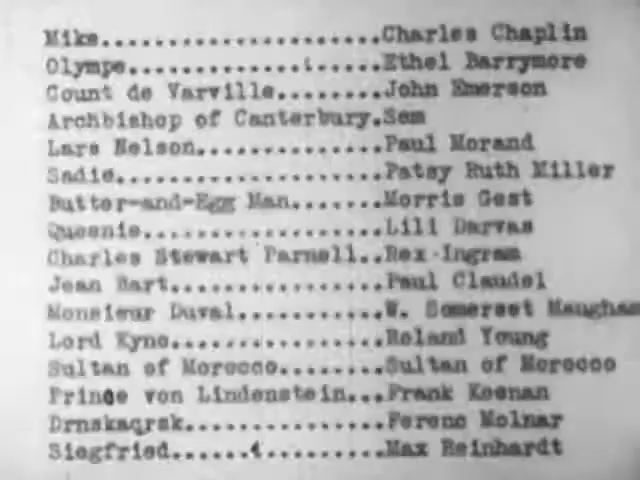 Mike.....................Charles Chaplin
Olympe...................Ethel Barrymore
Count de Varville........John Emerson
Archbishop of Canterbury.Sem
Lars Nelson..............Paul Morand
Sadie....................Patsy Ruth Miller
Butter-and-Egg Man.......Morris Gest
Queenie..................Lili Darvas
Charles Stewart Parnell..Rex Ingram
Jean Hart................Paul Claudel
Monsieur Duval...........W. Somerset Maugham
Lord Kyne................Roland Young
Sultan of Morocco........Sultan of Morocco
Prince von Lindenstein...Frank Keenan
Drnskaqrsk...............Ferenc Molnar
Siegfried................Max Reinhardt